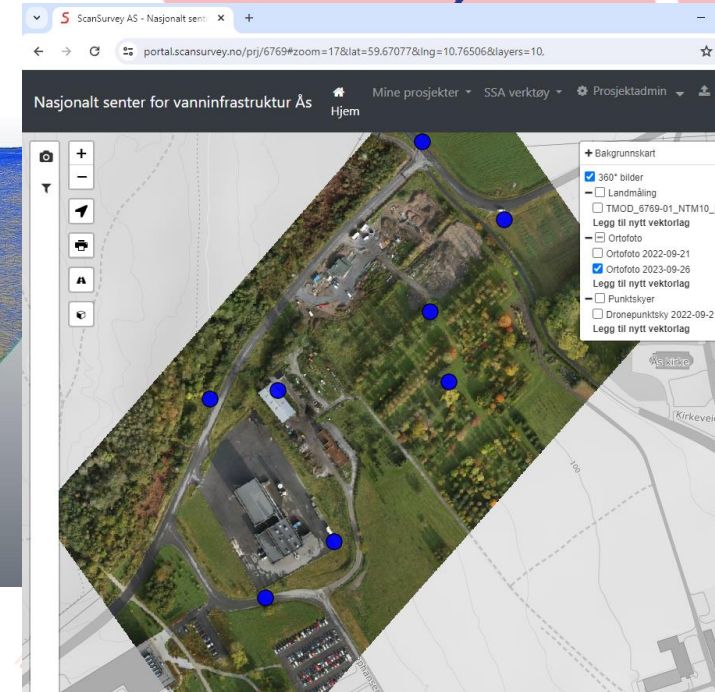 ScanSurvey AS - Nasjonalt sent
portal.scansurvey.no/prj/6769#zoom=17&lat=59.67077&lng=10.76506&layers=10,
Nasjonalt senter for vanninfrastruktur Ås
Hjem
Mine prosjekter
SSA verktøy
Prosjektadmin
+ Bakgrunnskart
360° bilder
Landmåling
TMOD_6769-01_NTM10_
Legg til nytt vektorlag
Ortofoto
Ortofoto 2022-09-21
Ortofoto 2023-09-26
Legg til nytt vektorlag
Punktskyer
Dronepunktsky 2022-09-2
Legg til nytt vektorlag
Ås kirke
Kirkevei
100